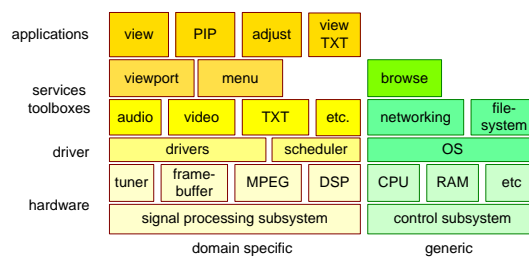 applications view PIP adjust view
TXT
services
toolboxes
viewport menu browse
audio video TXT etc. networking file-
system
driver drivers scheduler OS
hardware
tuner frame-
buffer MPEG DSP CPU RAM etc
signal processing subsystem control subsystem
domain specific generic